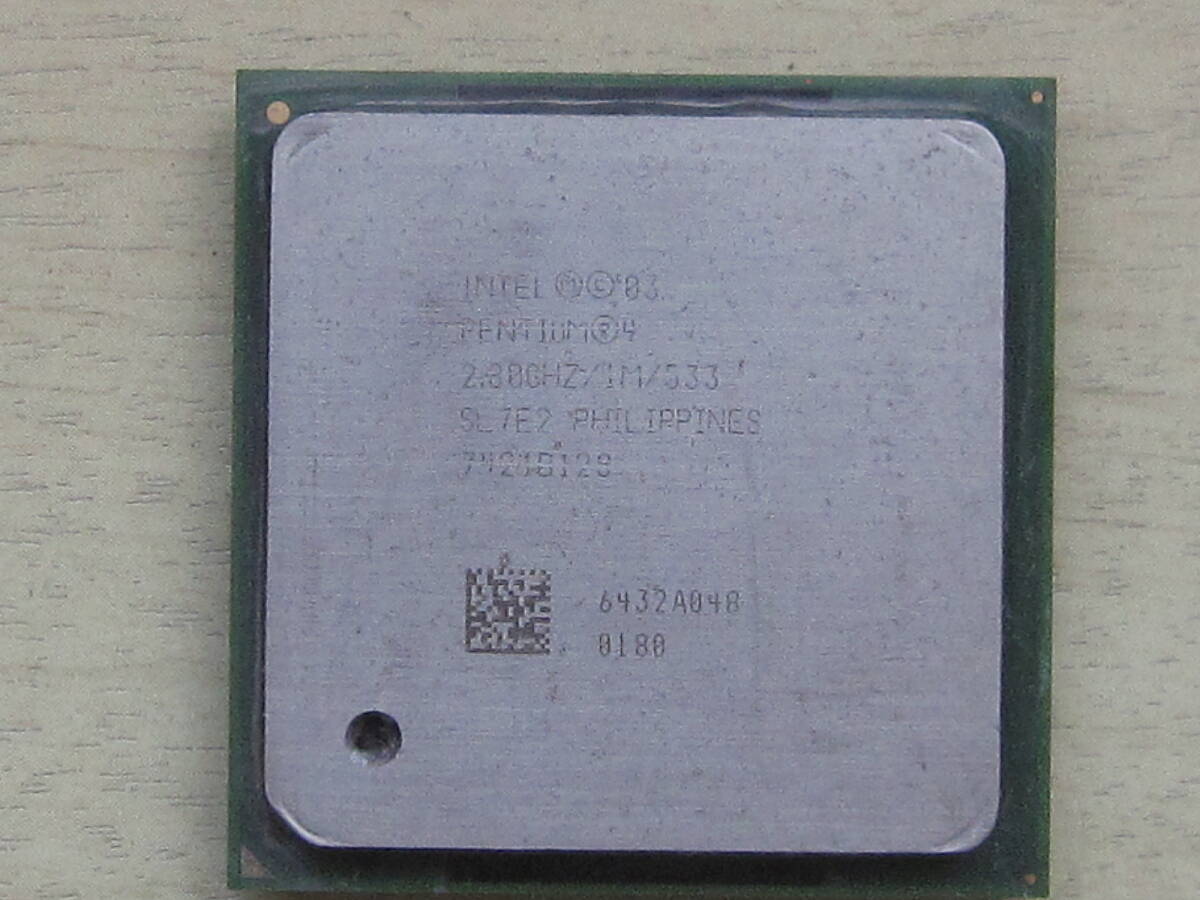 INTEL Ⓜ©'03
PENTIUM®4
2.80GHZ/1M/533
SL7E2 PHILIPPINES
6432A048
0180